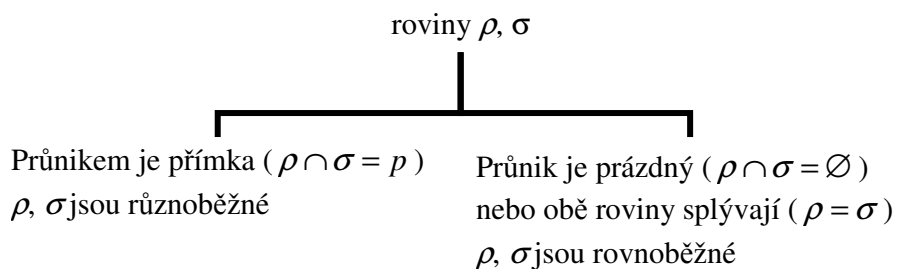 roviny ρ, σ
Průnikem je přímka ( ρ ∩ σ = p )
ρ, σ jsou různoběžné
Průnik je prázdný ( ρ ∩ σ = ∅ )
nebo obě roviny splývají ( ρ = σ )
ρ, σ jsou rovnoběžné